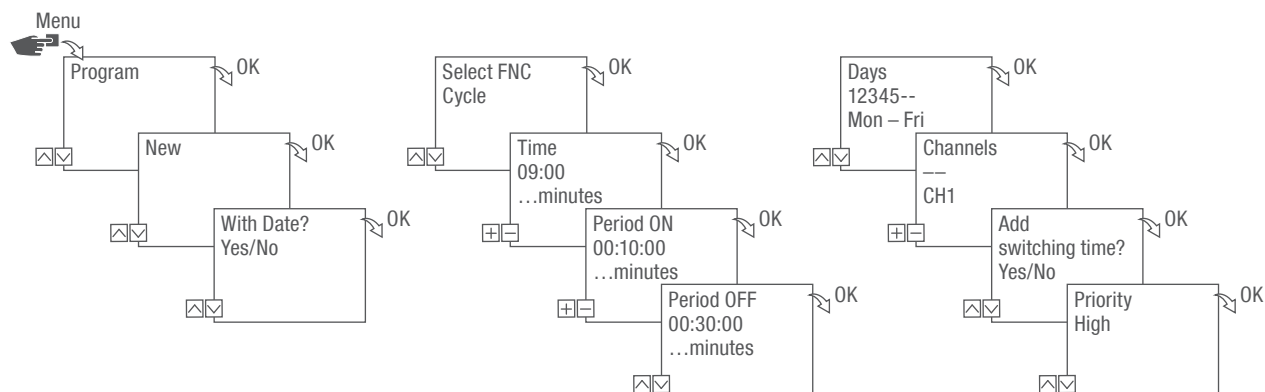 Menu
Program
OK
New
OK
With Date?
Yes/No
OK
Select FNC
Cycle
OK
Time
09:00
…minutes
OK
Period ON
00:10:00
…minutes
OK
Period OFF
00:30:00
…minutes
OK
Days
12345--
Mon – Fri
OK
Channels
––
CH1
OK
Add
switching time?
Yes/No
OK
Priority
High
OK